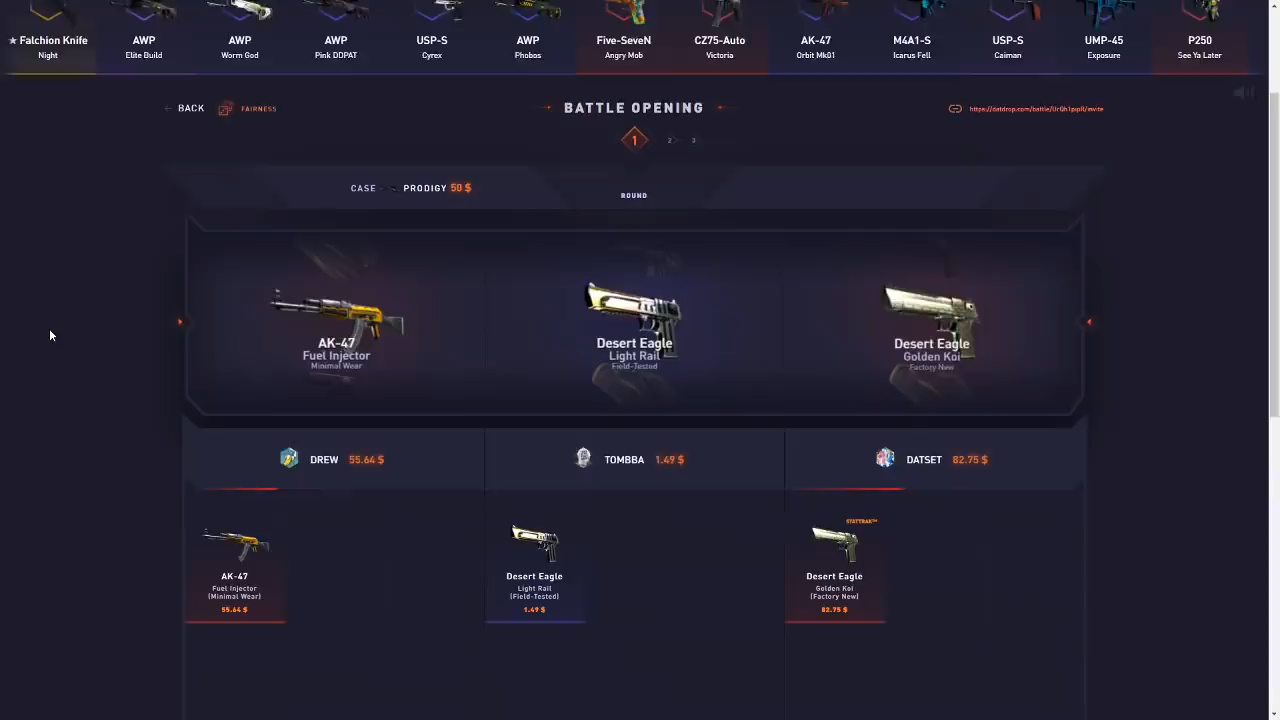 ★ Falchion Knife
Night
AWP
Elite Build
AWP
Worm God
AWP
Pink DDPAT
USP-S
Cyrex
AWP
Phobos
Five-SeveN
Angry Mob
CZ75-Auto
Victoria
AK-47
Orbit Mk01
M4A1-S
Icarus Fell
USP-S
Caiman
UMP-45
Exposure
P250
See Ya Later
← BACK
FAIRNESS
BATTLE OPENING
1
2
3
CASE PRODIGY 50 $
ROUND
AK-47
Fuel Injector
Minimal Wear
Desert Eagle
Light Rail
Field-Tested
Desert Eagle
Golden Koi
Factory New
DREW 55.64 $
TOMBBA 1.49 $
DATSET 82.75 $
AK-47
Fuel Injector
(Minimal Wear)
55.64 $
Desert Eagle
Light Rail
(Field-Tested)
1.49 $
STATTRAK™
Desert Eagle
Golden Koi
(Factory New)
82.75 $